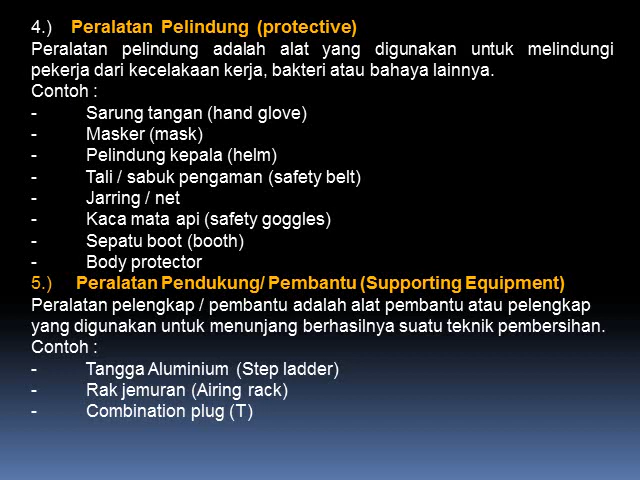 4.) Peralatan Pelindung (protective)
Peralatan pelindung adalah alat yang digunakan untuk melindungi
pekerja dari kecelakaan kerja, bakteri atau bahaya lainnya.
Contoh :
- Sarung tangan (hand glove)
- Masker (mask)
- Pelindung kepala (helm)
- Tali / sabuk pengaman (safety belt)
- Jarring / net
- Kaca mata api (safety goggles)
- Sepatu boot (booth)
- Body protector
5.) Peralatan Pendukung/ Pembantu (Supporting Equipment)
Peralatan pelengkap / pembantu adalah alat pembantu atau pelengkap
yang digunakan untuk menunjang berhasilnya suatu teknik pembersihan.
Contoh :
- Tangga Aluminium (Step ladder)
- Rak jemuran (Airing rack)
- Combination plug (T)